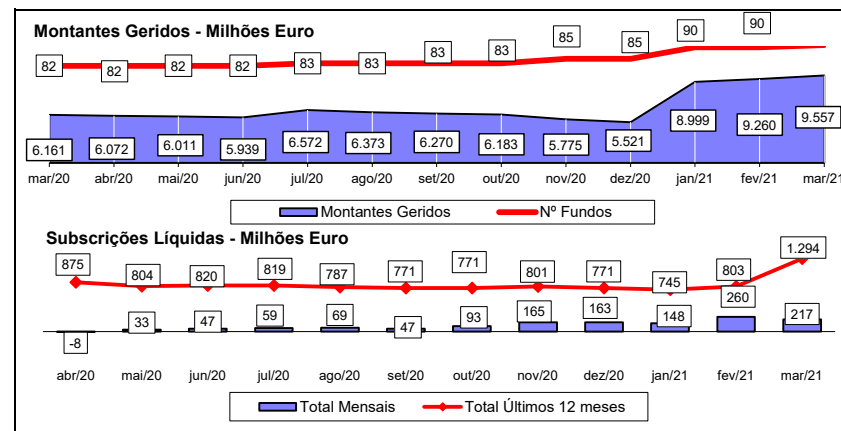 Montantes Geridos - Milhões Euro
82 82 82 82 83 83 83 83 85 85 90 90
6.161 6.072 6.011 5.939 6.572 6.373 6.270 6.183 5.775 5.521 8.999 9.260 9.557
mar/20 abr/20 mai/20 jun/20 jul/20 ago/20 set/20 out/20 nov/20 dez/20 jan/21 fev/21 mar/21
Montantes Geridos Nº Fundos
Subscrições Líquidas - Milhões Euro
875 804 820 819 787 771 771 801 771 745 803 1.294
-8 33 47 59 69 47 93 165 163 148 260 217
abr/20 mai/20 jun/20 jul/20 ago/20 set/20 out/20 nov/20 dez/20 jan/21 fev/21 mar/21
Total Mensais Total Últimos 12 meses